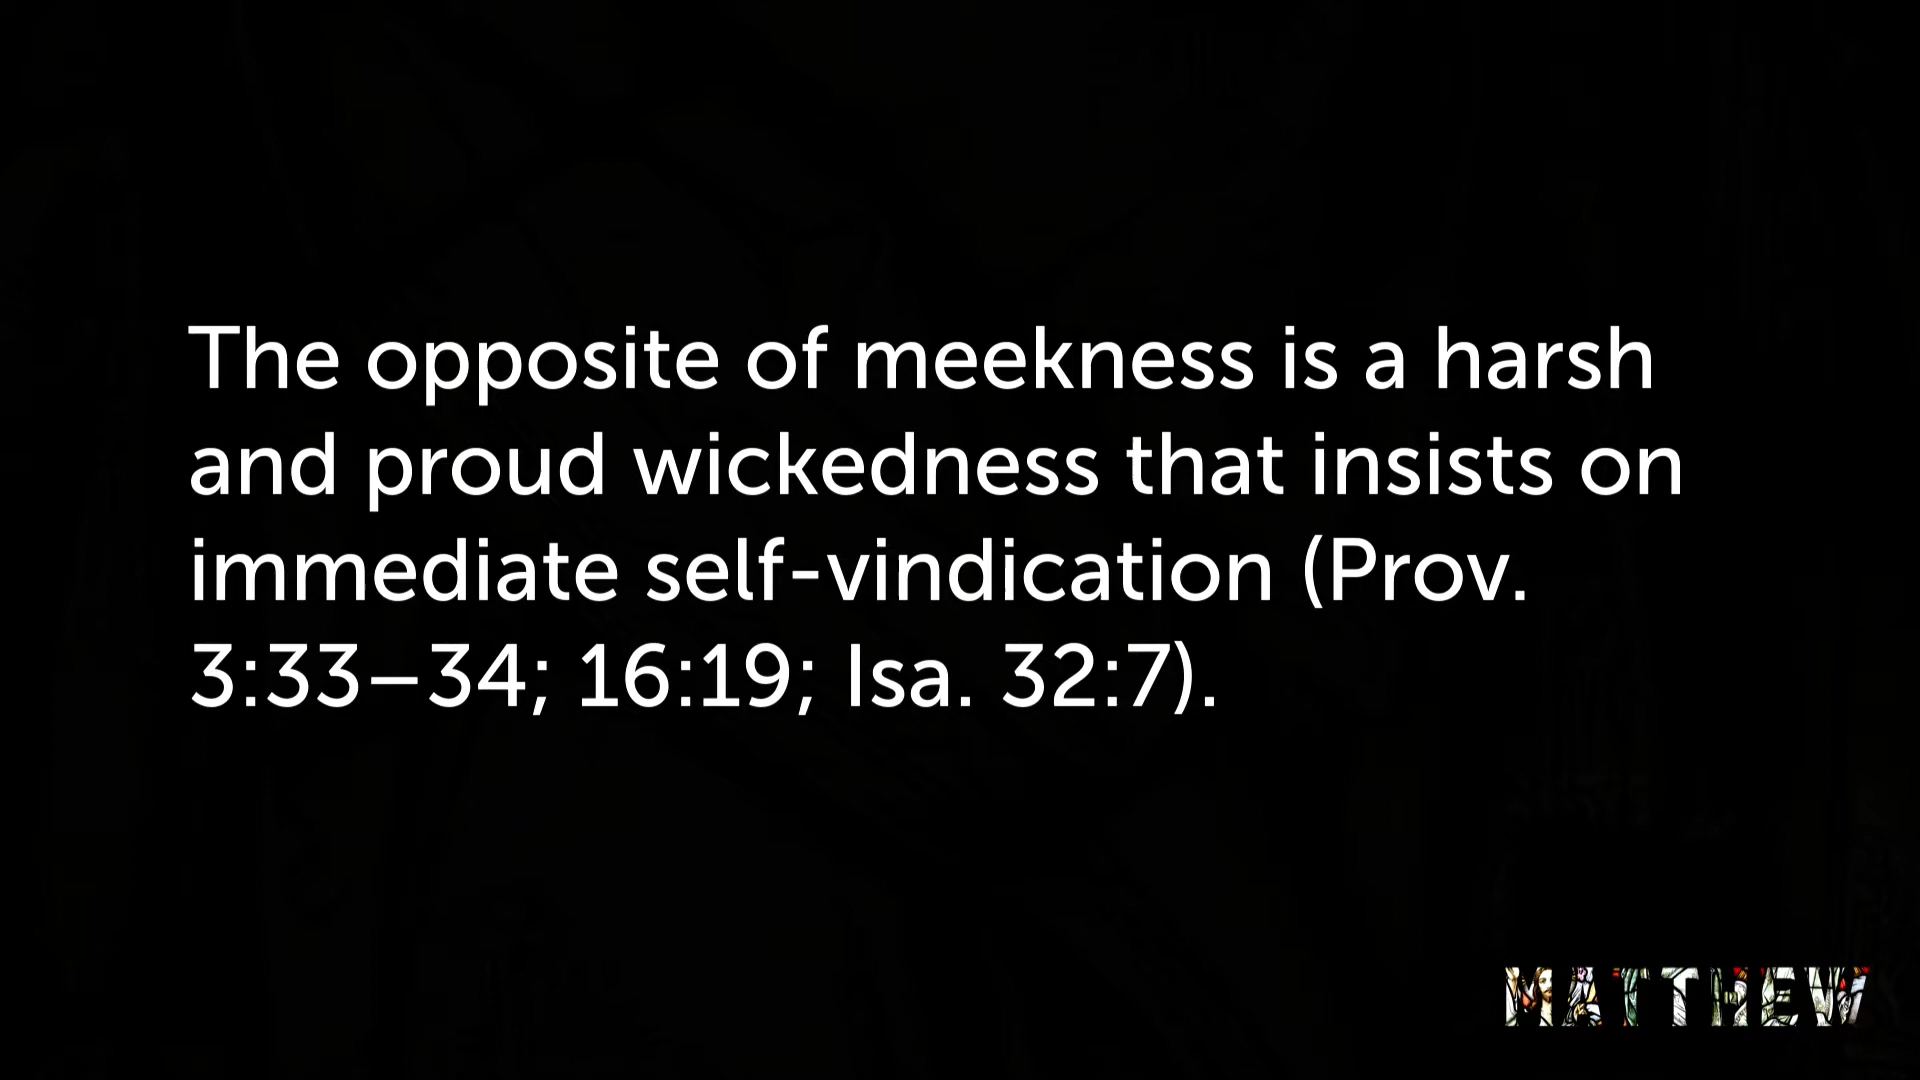 The opposite of meekness is a harsh
and proud wickedness that insists on
immediate self-vindication (Prov.
3:33–34; 16:19; Isa. 32:7).
MATTHEW